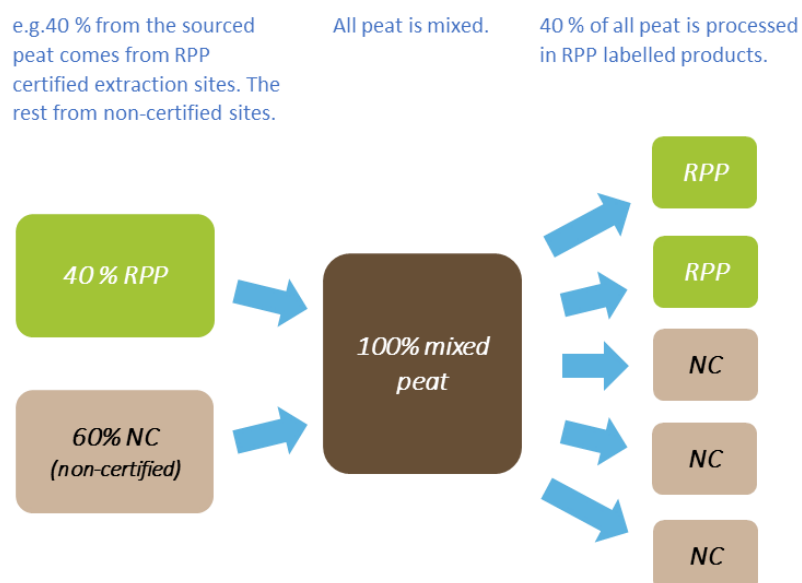 e.g.40 % from the sourced
peat comes from RPP
certified extraction sites. The
rest from non-certified sites.
All peat is mixed.
40 % of all peat is processed
in RPP labelled products.
40 % RPP
60% NC
(non-certified)
100% mixed
peat
RPP
RPP
NC
NC
NC